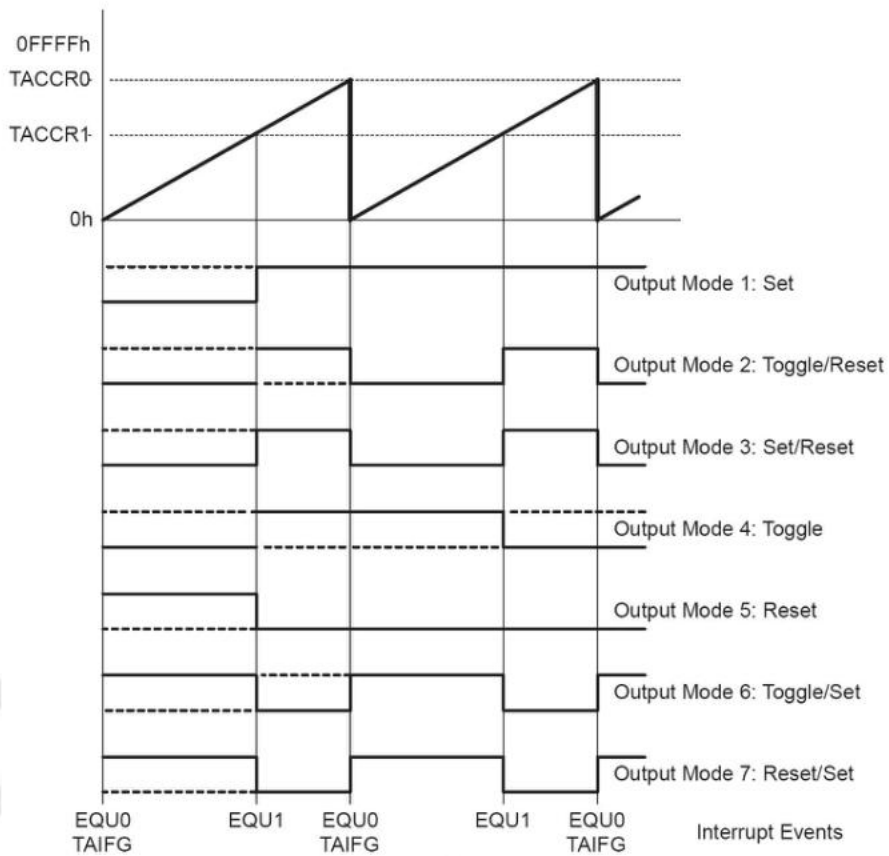 0FFFFh
TACCR0
TACCR1
0h
Output Mode 1: Set
Output Mode 2: Toggle/Reset
Output Mode 3: Set/Reset
Output Mode 4: Toggle
Output Mode 5: Reset
Output Mode 6: Toggle/Set
Output Mode 7: Reset/Set
EQU0 EQU1 EQU0 EQU1 EQU0
TAIFG TAIFG TAIFG Interrupt Events